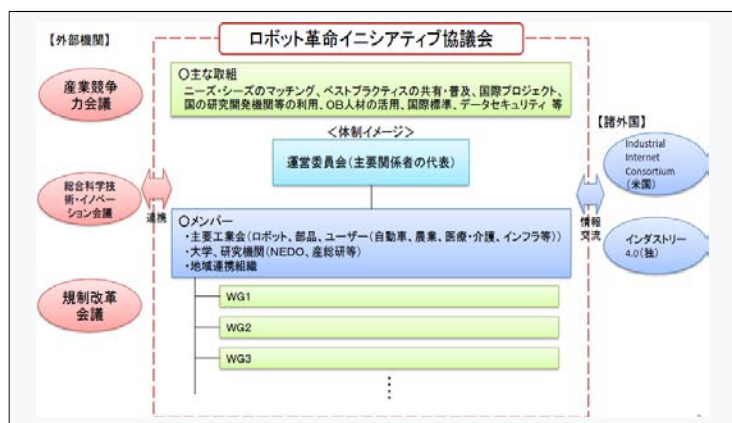 【外部機関】
ロボット革命イニシアティブ協議会
産業競争
力会議
総合科学技
術・イノベー
ション会議
規制改革
会議
連携
〇主な取組
ニーズ・シーズのマッチング、ベストプラクティスの共有・普及、国際プロジェクト、
国の研究開発機関等の利用、OB人材の活用、国際標準、データセキュリティ 等
<体制イメージ>
運営委員会(主要関係者の代表)
〇メンバー
・主要工業会(ロボット、部品、ユーザー(自動車、農業、医療・介護、インフラ等))
・大学、研究機関(NEDO、産総研等)
・地域連携組織
WG1
WG2
WG3
情報
交流
【諸外国】
Industrial
Internet
Consortium
(米国)
インダストリー
4.0(独)